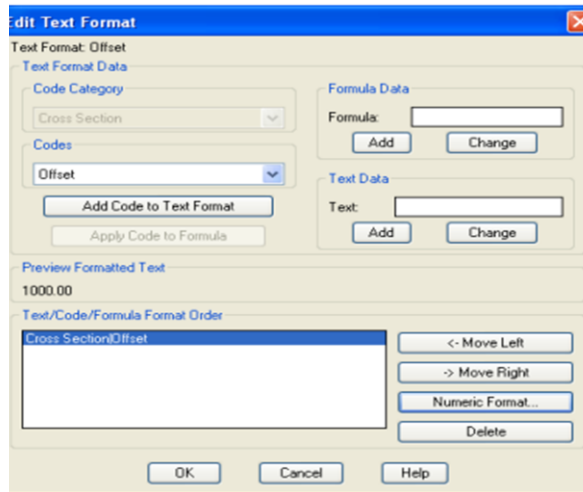 Edit Text Format
Text Format: Offset
Text Format Data
Code Category
Cross Section
Codes
Offset
Add Code to Text Format
Apply Code to Formula
Formula Data
Formula:
Add Change
Text Data
Text:
Add Change
Preview Formatted Text
1000.00
Text/Code/Formula Format Order
Cross Section|Offset
<- Move Left
-> Move Right
Numeric Format...
Delete
OK Cancel Help